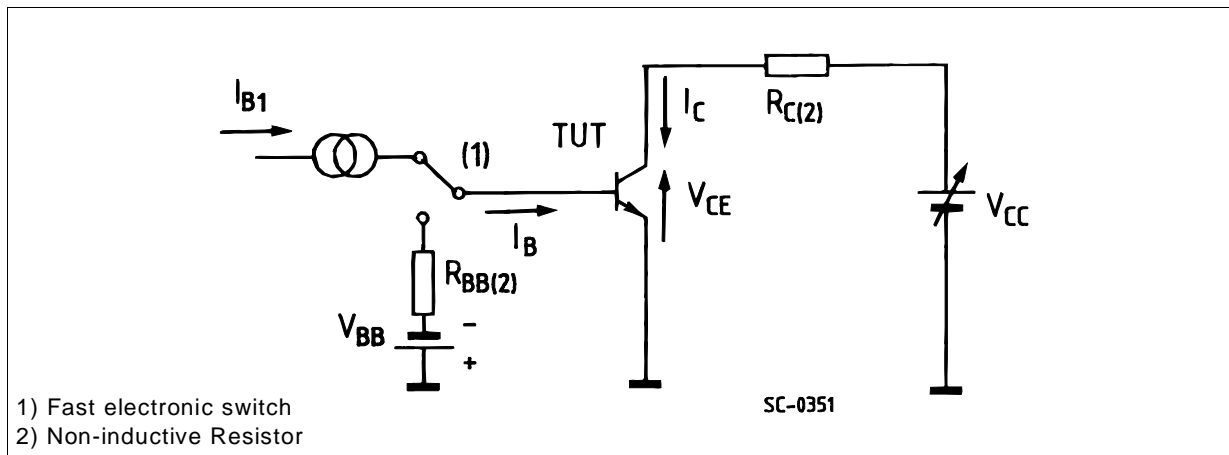 I_B1
(1)
TUT
I_C
R_C(2)
V_CE
V_CC
I_B
R_BB(2)
V_BB
-
+
SC-0351
1) Fast electronic switch
2) Non-inductive Resistor